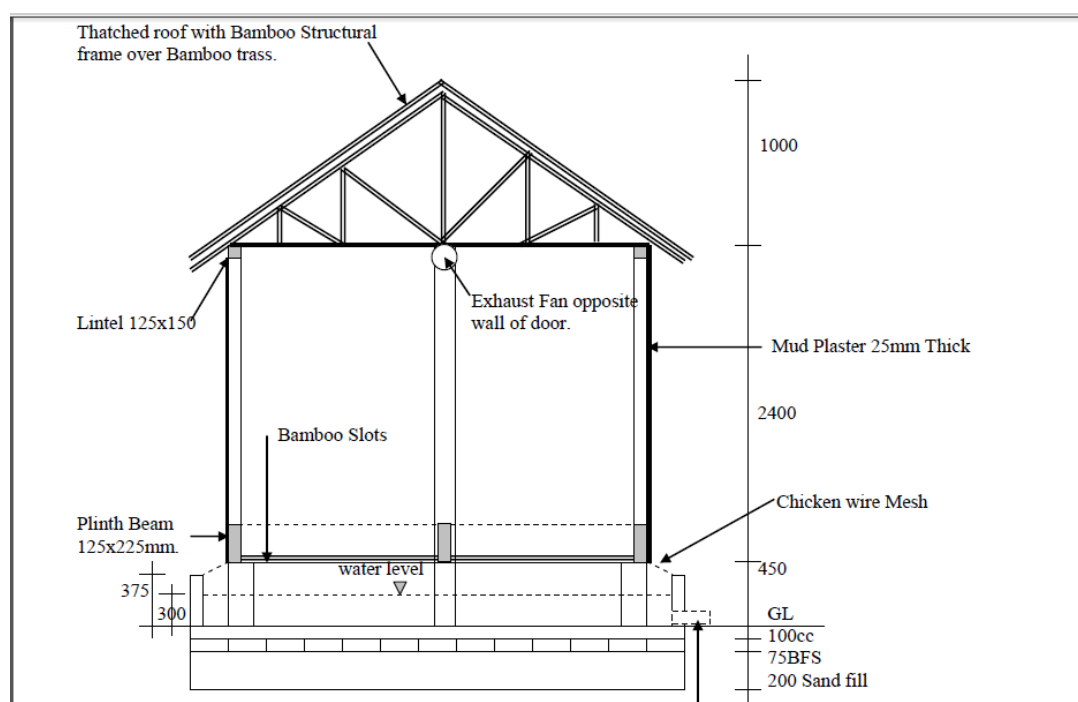 Thatched roof with Bamboo Structural
frame over Bamboo trass.
1000
Exhaust Fan opposite
wall of door.
Lintel 125x150
Mud Plaster 25mm Thick
2400
Bamboo Slots
Chicken wire Mesh
Plinth Beam
125x225mm.
water level
450
375
300
GL
100cc
75BFS
200 Sand fill